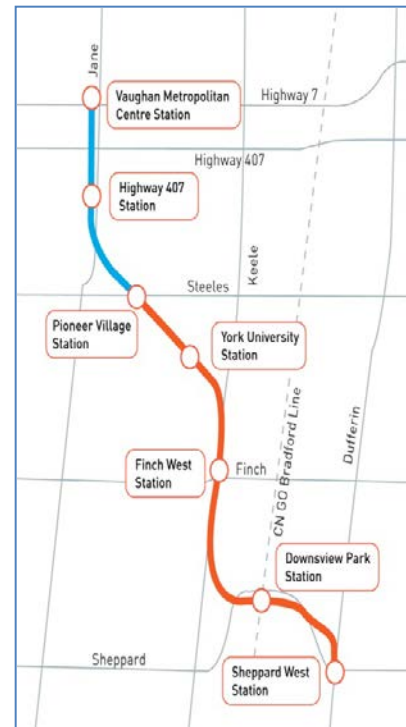 Jane
Vaughan Metropolitan
Centre Station
Highway 7
Highway 407
Highway 407
Station
Keele
Steeles
Pioneer Village
Station
York University
Station
Dufferin
CN GO Bradford Line
Finch West
Station
Finch
Downsview Park
Station
Sheppard
Sheppard West
Station